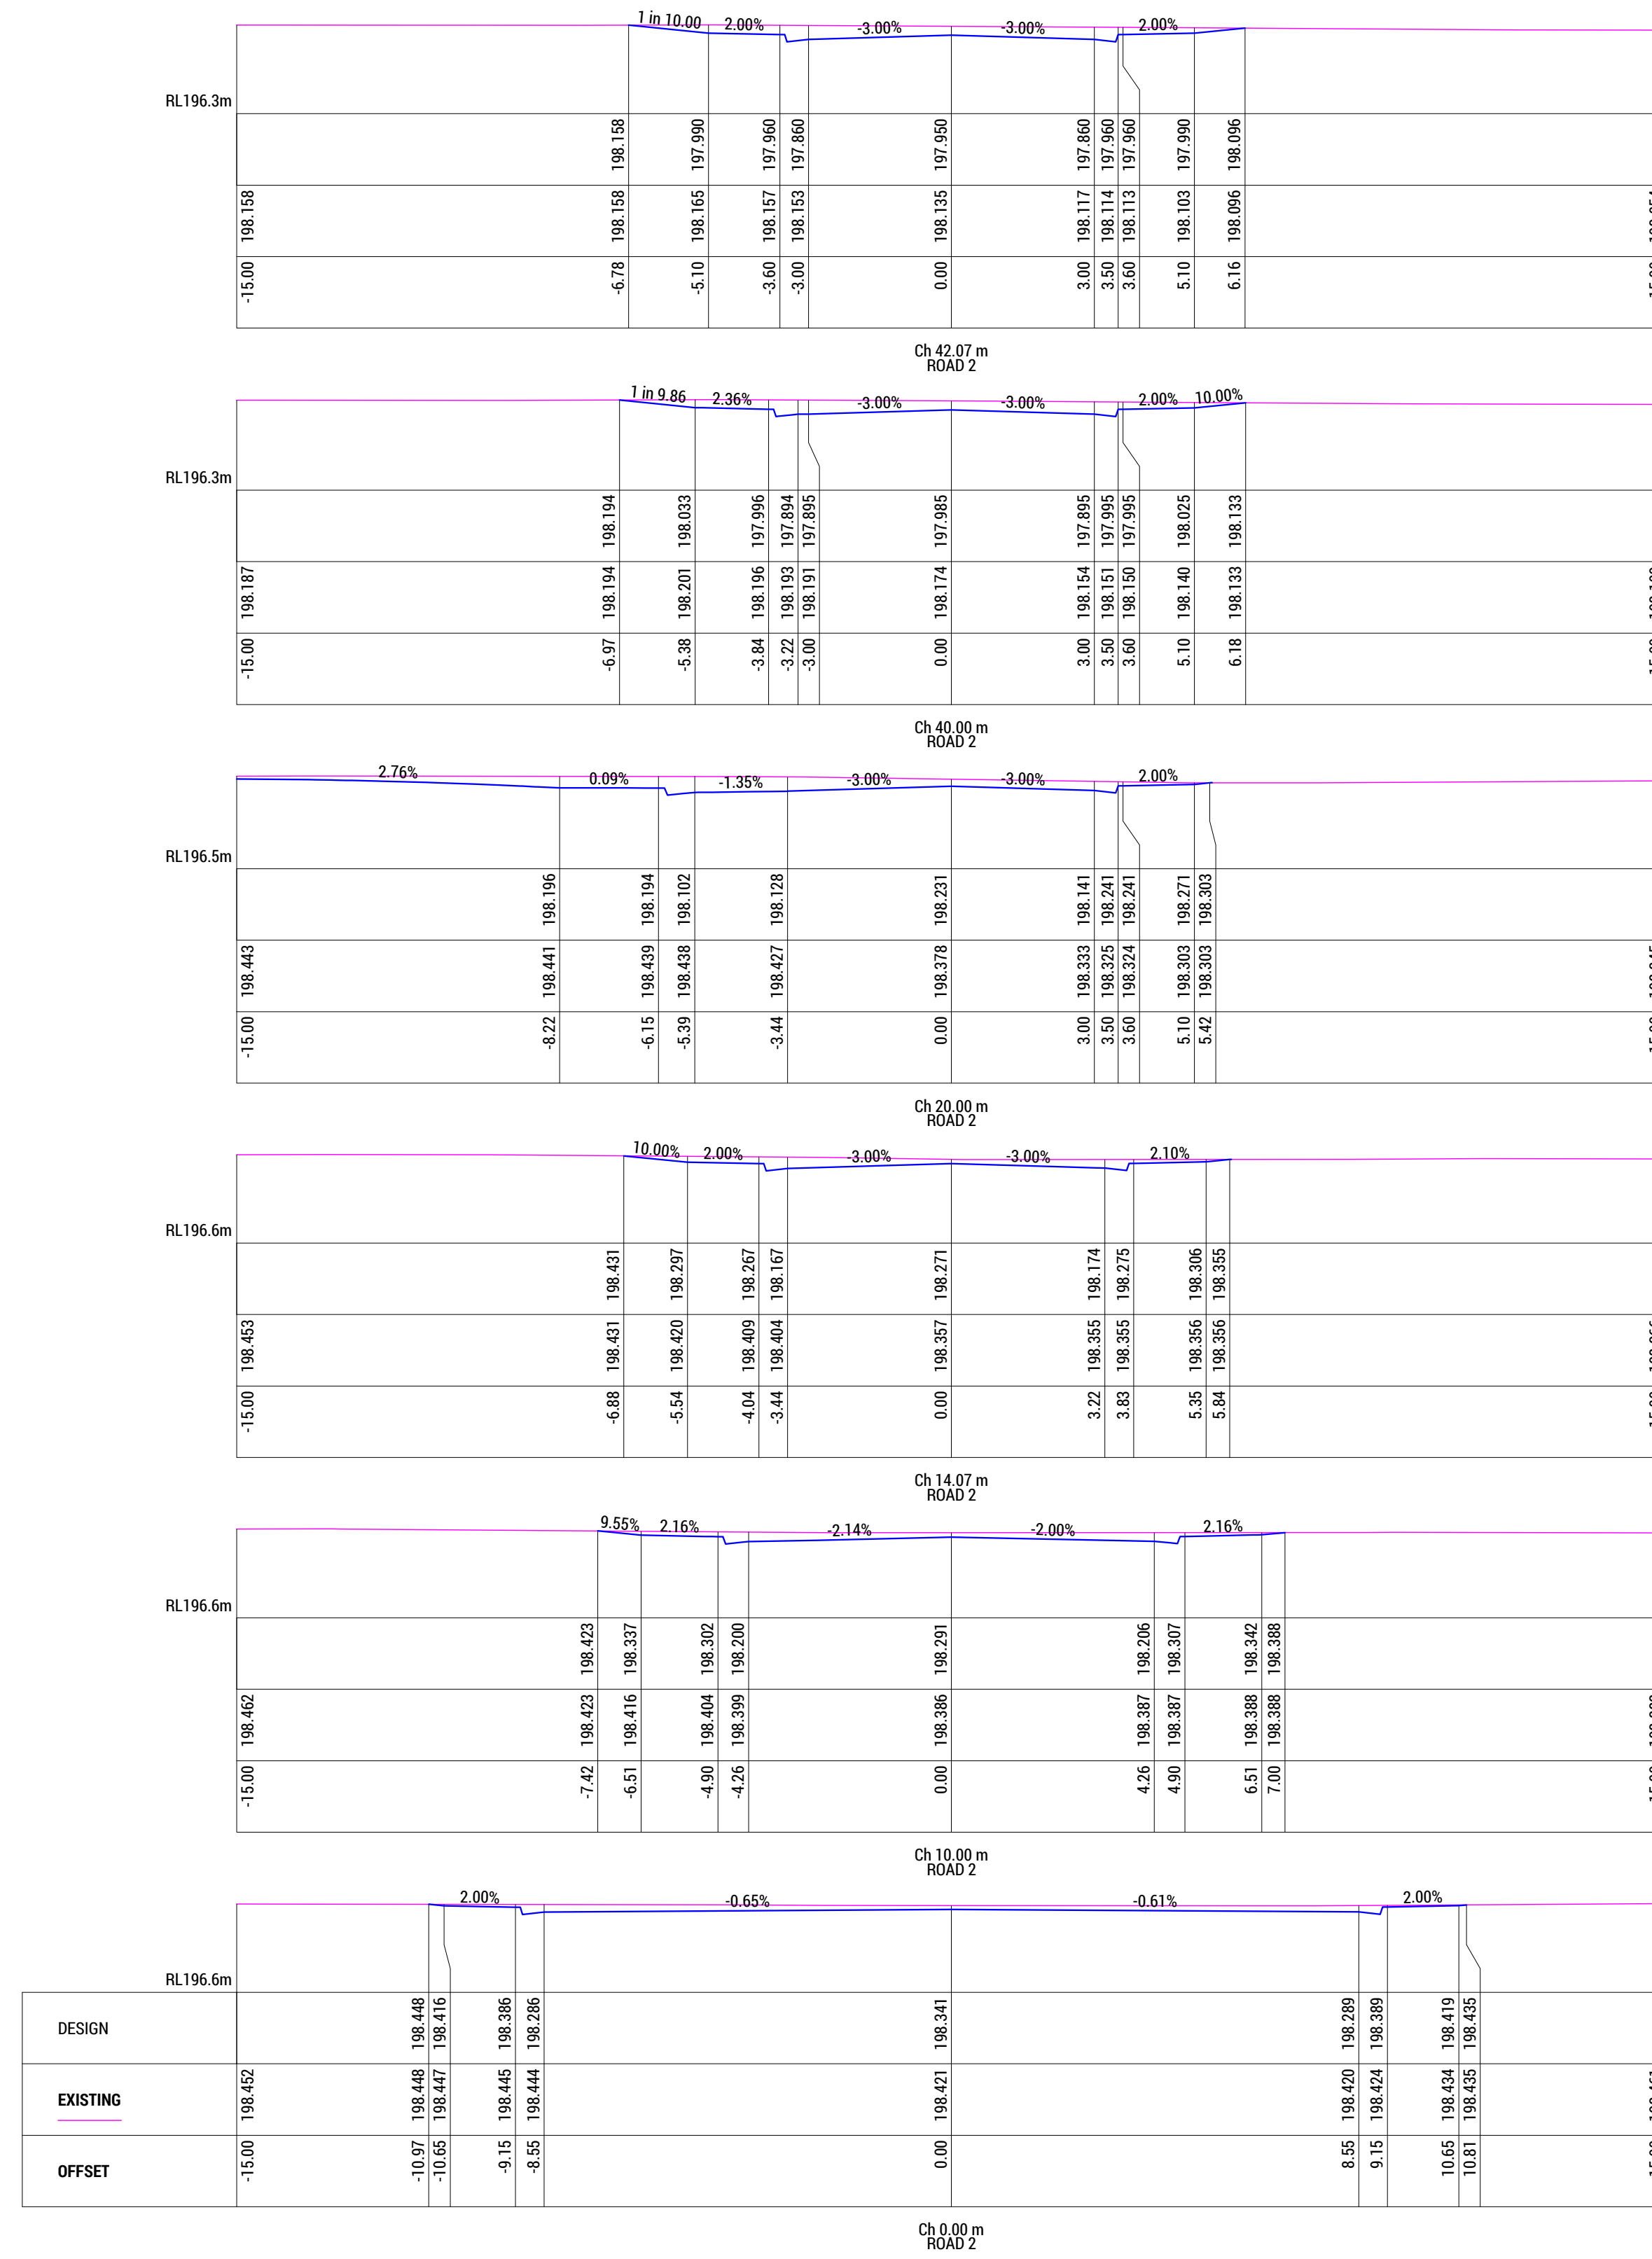 1 in 10.00 2.00% -3.00% -3.00% 2.00%
RL196.3m
198.158 197.990 197.960 197.860 197.950 197.860 197.960 197.960 197.990 198.096
198.158 198.158 198.165 198.157 198.153 198.135 198.117 198.114 198.113 198.103 198.096
-15.00 -6.78 -5.10 -3.60 -3.00 0.00 3.00 3.50 3.60 5.10 6.16
Ch 42.07 m
ROAD 2
1 in 9.86 2.36% -3.00% -3.00% 2.00% 10.00%
RL196.3m
198.194 198.033 197.996 197.894 197.895 197.985 197.895 197.995 197.995 198.025 198.133
198.187 198.194 198.201 198.196 198.193 198.191 198.174 198.154 198.151 198.150 198.140 198.133
-15.00 -6.97 -5.38 -3.84 -3.22 -3.00 0.00 3.00 3.50 3.60 5.10 6.18
Ch 40.00 m
ROAD 2
2.76% 0.09% -1.35% -3.00% -3.00% 2.00%
RL196.5m
198.196 198.194 198.102 198.128 198.231 198.141 198.241 198.241 198.271 198.303
198.443 198.441 198.439 198.438 198.427 198.378 198.333 198.325 198.324 198.303 198.303
-15.00 -8.22 -6.15 -5.39 -3.44 0.00 3.00 3.50 3.60 5.10 5.42
Ch 20.00 m
ROAD 2
10.00% 2.00% -3.00% -3.00% 2.10%
RL196.6m
198.431 198.297 198.267 198.167 198.271 198.174 198.275 198.306 198.355
198.453 198.431 198.420 198.409 198.404 198.357 198.355 198.355 198.356 198.356
-15.00 -6.88 -5.54 -4.04 -3.44 0.00 3.22 3.83 5.35 5.84
Ch 14.07 m
ROAD 2
9.55% 2.16% -2.14% -2.00% 2.16%
RL196.6m
198.423 198.337 198.302 198.200 198.291 198.206 198.307 198.342 198.388
198.462 198.423 198.416 198.404 198.399 198.386 198.387 198.387 198.388 198.388
-15.00 -7.42 -6.51 -4.90 -4.26 0.00 4.26 4.90 6.51 7.00
Ch 10.00 m
ROAD 2
2.00% -0.65% -0.61% 2.00%
RL196.6m
DESIGN 198.448 198.416 198.386 198.286 198.341 198.289 198.389 198.419 198.435
EXISTING 198.452 198.448 198.447 198.445 198.444 198.421 198.420 198.424 198.434 198.435
OFFSET -15.00 -10.97 -10.65 -9.15 -8.55 0.00 8.55 9.15 10.65 10.81
Ch 0.00 m
ROAD 2